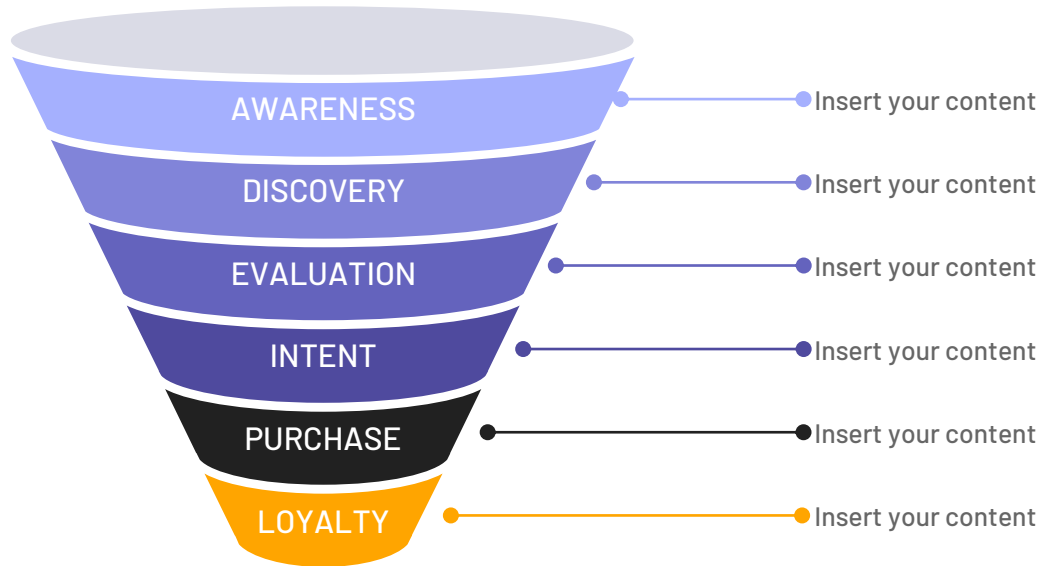 AWARENESS
Insert your content
DISCOVERY
Insert your content
EVALUATION
Insert your content
INTENT
Insert your content
PURCHASE
Insert your content
LOYALTY
Insert your content